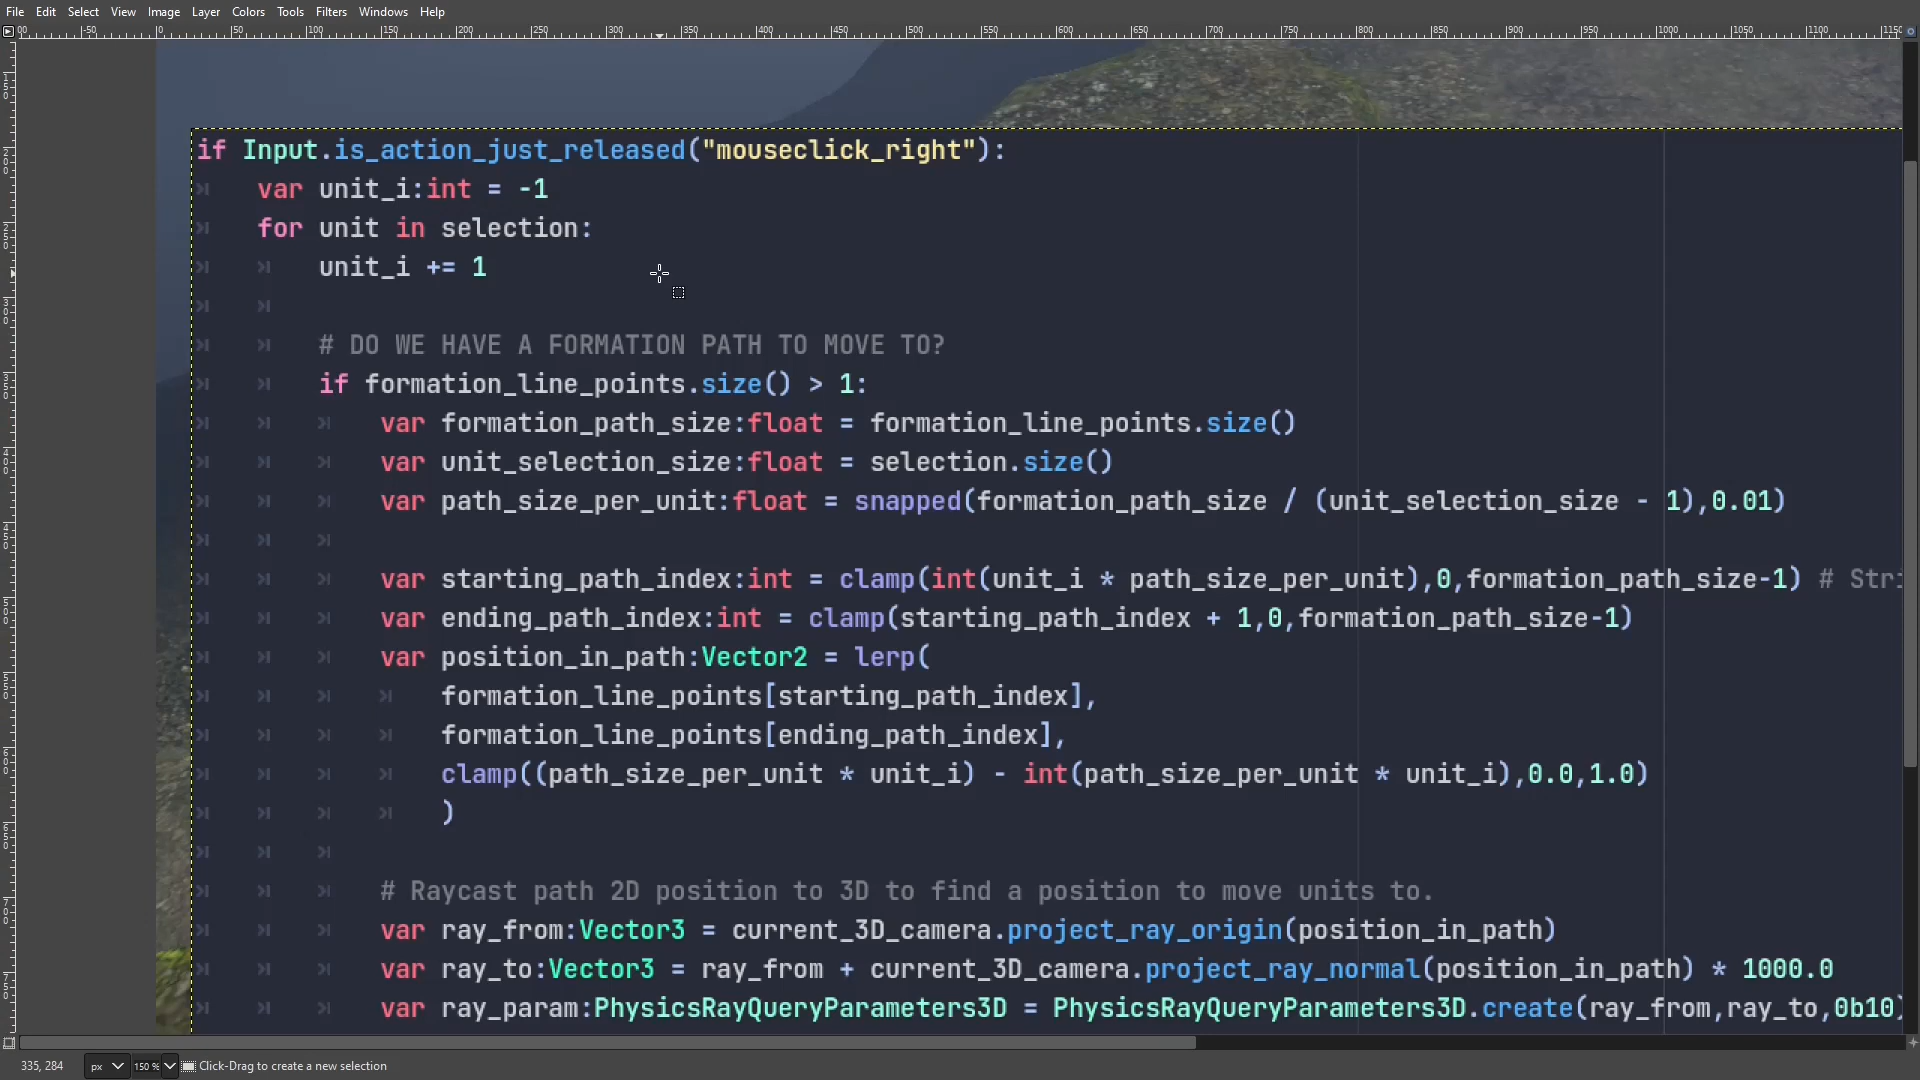 File Edit Select View Image Layer Colors Tools Filters Windows Help
if Input.is_action_just_released("mouseclick_right"):
var unit_i:int = -1
for unit in selection:
unit_i += 1
# DO WE HAVE A FORMATION PATH TO MOVE TO?
if formation_line_points.size() > 1:
var formation_path_size:float = formation_line_points.size()
var unit_selection_size:float = selection.size()
var path_size_per_unit:float = snapped(formation_path_size / (unit_selection_size - 1),0.01)
var starting_path_index:int = clamp(int(unit_i * path_size_per_unit),0,formation_path_size-1) # Stri
var ending_path_index:int = clamp(starting_path_index + 1,0,formation_path_size-1)
var position_in_path:Vector2 = lerp(
formation_line_points[starting_path_index],
formation_line_points[ending_path_index],
clamp((path_size_per_unit * unit_i) - int(path_size_per_unit * unit_i),0.0,1.0)
)
# Raycast path 2D position to 3D to find a position to move units to.
var ray_from:Vector3 = current_3D_camera.project_ray_origin(position_in_path)
var ray_to:Vector3 = ray_from + current_3D_camera.project_ray_normal(position_in_path) * 1000.0
var ray_param:PhysicsRayQueryParameters3D = PhysicsRayQueryParameters3D.create(ray_from,ray_to,0b10)
335, 284 px 150 % Click-Drag to create a new selection